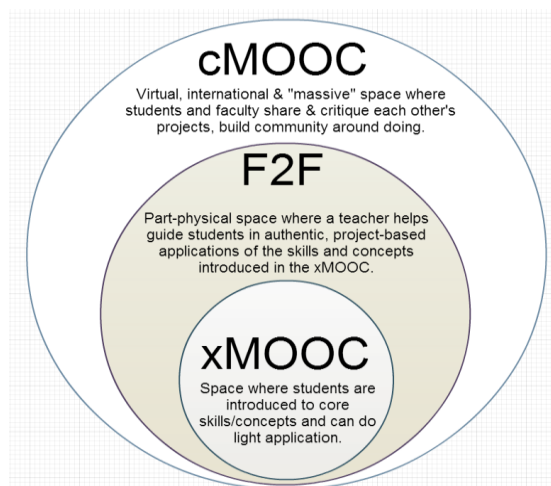 cMOOC
Virtual, international & "massive" space where
students and faculty share & critique each other's
projects, build community around doing.
F2F
Part-physical space where a teacher helps
guide students in authentic, project-based
applications of the skills and concepts
introduced in the xMOOC.
xMOOC
Space where students are
introduced to core
skills/concepts and can do
light application.